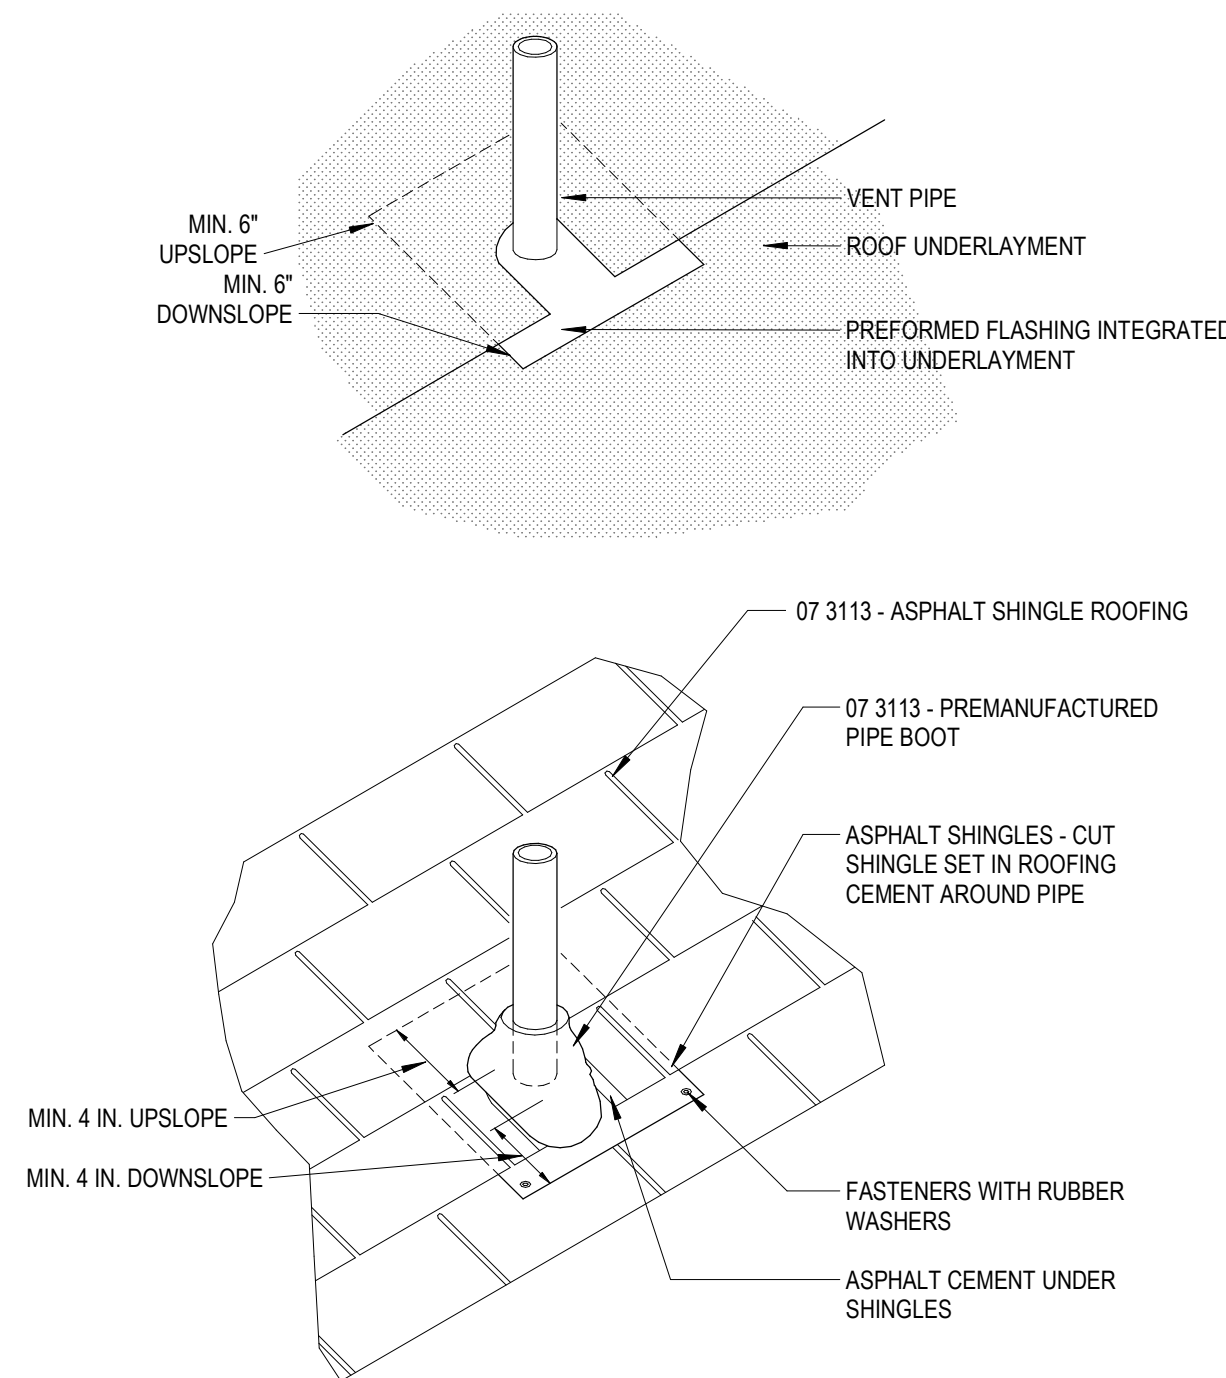 MIN. 6"
UPSLOPE
MIN. 6"
DOWNSLOPE
VENT PIPE
ROOF UNDERLAYMENT
PREFORMED FLASHING INTEGRATED
INTO UNDERLAYMENT
07 3113 - ASPHALT SHINGLE ROOFING
07 3113 - PREMANUFACTURED
PIPE BOOT
ASPHALT SHINGLES - CUT
SHINGLE SET IN ROOFING
CEMENT AROUND PIPE
MIN. 4 IN. UPSLOPE
MIN. 4 IN. DOWNSLOPE
FASTENERS WITH RUBBER
WASHERS
ASPHALT CEMENT UNDER
SHINGLES